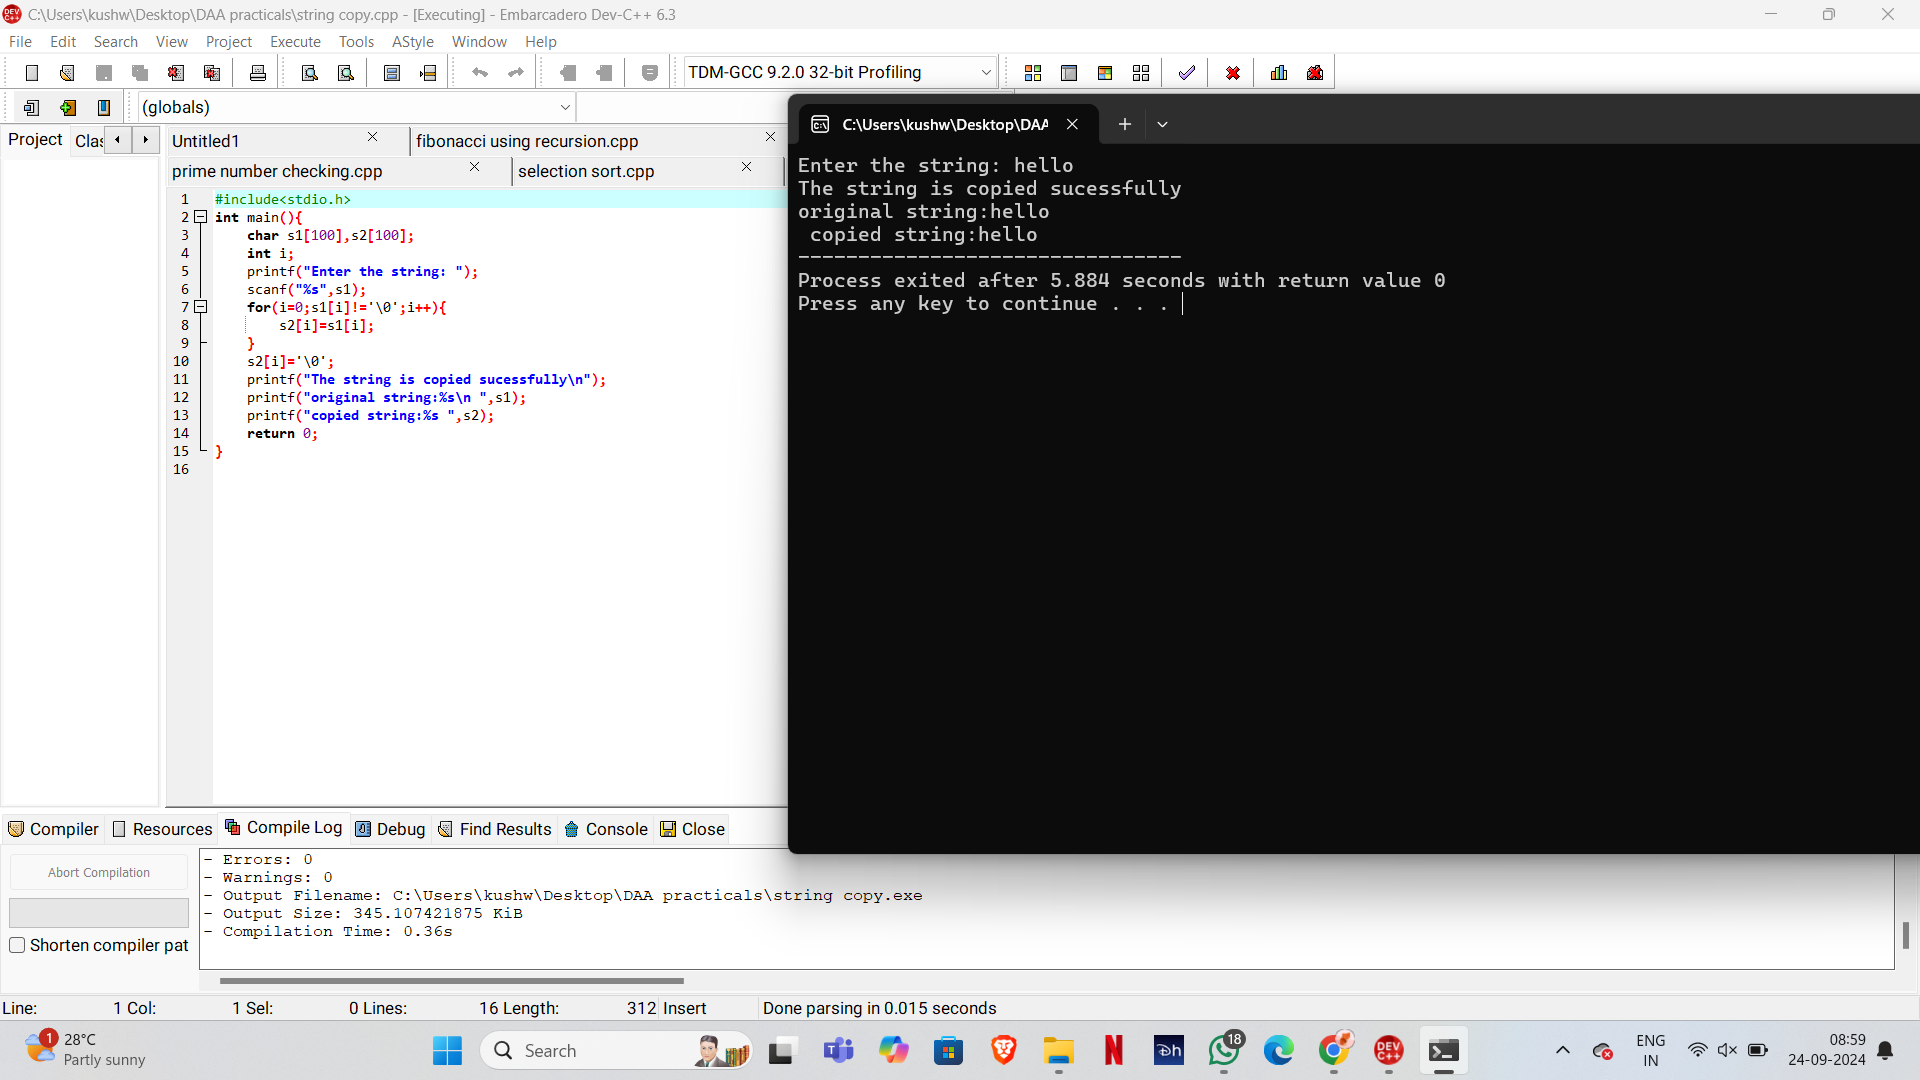 C:\Users\kushw\Desktop\DAA practicals\string copy.cpp - [Executing] - Embarcadero Dev-C++ 6.3
File Edit Search View Project Execute Tools AStyle Window Help
TDM-GCC 9.2.0 32-bit Profiling
(globals)
Project Clas
Untitled1 fibonacci using recursion.cpp
prime number checking.cpp selection sort.cpp
1 #include<stdio.h>
2 int main(){
3 char s1[100],s2[100];
4 int i;
5 printf("Enter the string: ");
6 scanf("%s",s1);
7 for(i=0;s1[i]!='\0';i++){
8 s2[i]=s1[i];
9 }
10 s2[i]='\0';
11 printf("The string is copied sucessfully\n");
12 printf("original string:%s\n ",s1);
13 printf("copied string:%s ",s2);
14 return 0;
15 }
16
C:\Users\kushw\Desktop\DAA
Enter the string: hello
The string is copied sucessfully
original string:hello
 copied string:hello
--------------------------------
Process exited after 5.884 seconds with return value 0
Press any key to continue . . .
Compiler Resources Compile Log Debug Find Results Console Close
Abort Compilation
Shorten compiler pat
- Errors: 0
- Warnings: 0
- Output Filename: C:\Users\kushw\Desktop\DAA practicals\string copy.exe
- Output Size: 345.107421875 KiB
- Compilation Time: 0.36s
Line: 1 Col: 1 Sel: 0 Lines: 16 Length: 312 Insert Done parsing in 0.015 seconds
1
28°C
Partly sunny
Search
18
DEV C++
ENG
IN
08:59
24-09-2024